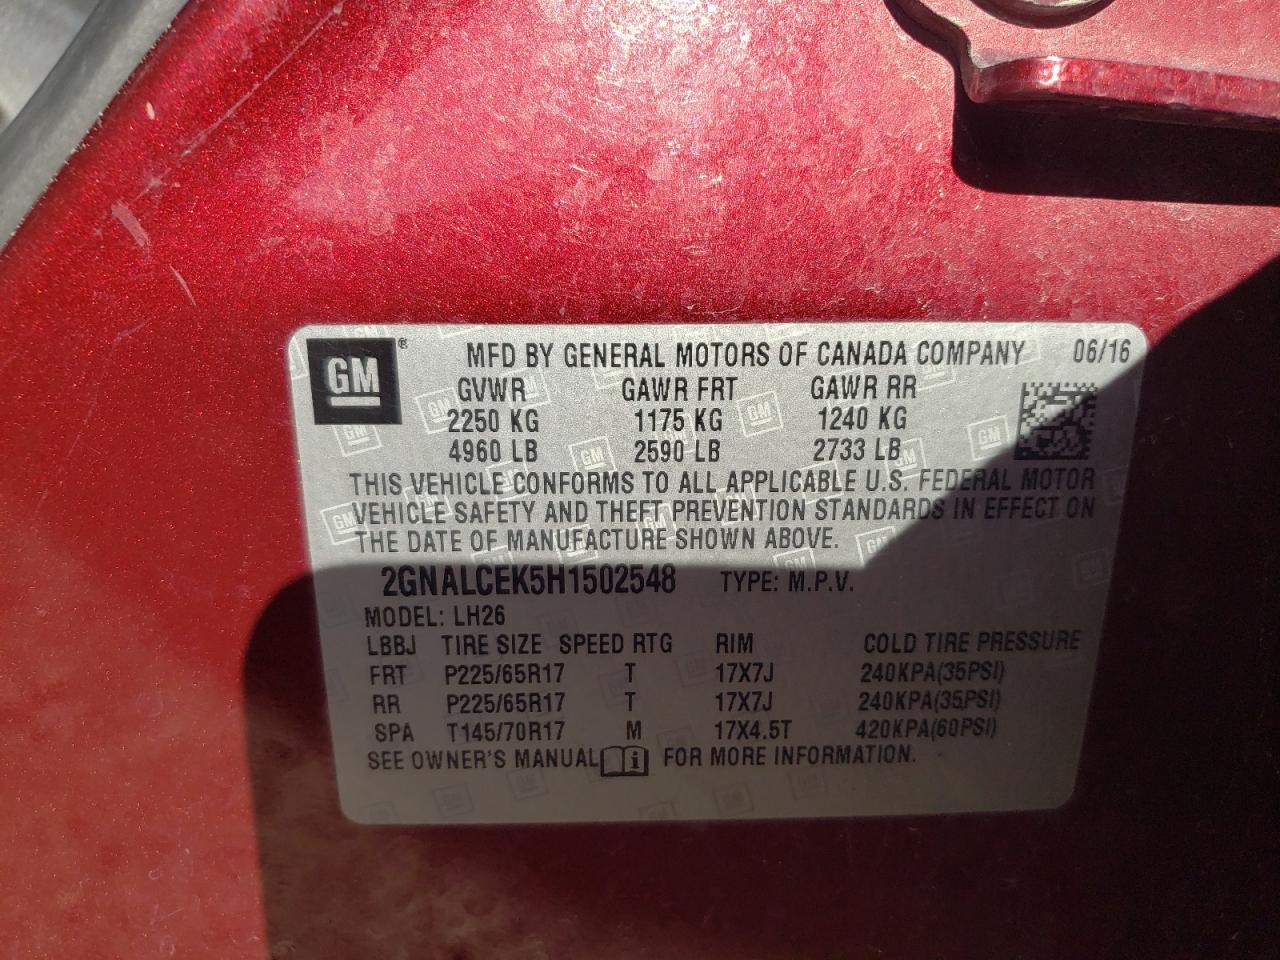 GM ® MFD BY GENERAL MOTORS OF CANADA COMPANY 06/16
GVWR GAWR FRT GAWR RR
2250 KG 1175 KG 1240 KG
4960 LB 2590 LB 2733 LB
THIS VEHICLE CONFORMS TO ALL APPLICABLE U.S. FEDERAL MOTOR
VEHICLE SAFETY AND THEFT PREVENTION STANDARDS IN EFFECT ON
THE DATE OF MANUFACTURE SHOWN ABOVE.
2GNALCEK5H1502548 TYPE: M.P.V.
MODEL: LH26
LBBJ TIRE SIZE SPEED RTG RIM COLD TIRE PRESSURE
FRT P225/65R17 T 17X7J 240KPA(35PSI)
RR P225/65R17 T 17X7J 240KPA(35PSI)
SPA T145/70R17 M 17X4.5T 420KPA(60PSI)
SEE OWNER'S MANUAL i FOR MORE INFORMATION.